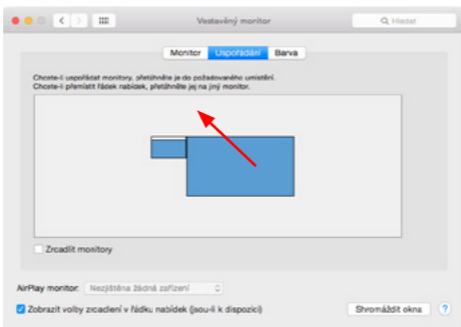 Vestavěný monitor
Hledat
Monitor Uspořádání Barva
Chcete-li uspořádat monitory, přetáhněte je do požadovaného umístění.
Chcete-li přemístit řádek nabídek, přetáhněte jej na jiný monitor.
Zrcadlit monitory
AirPlay monitor: Nezjištěna žádná zařízení
Zobrazit volby zrcadlení v řádku nabídek (jsou-li k dispozici)
Shromáždit okna ?